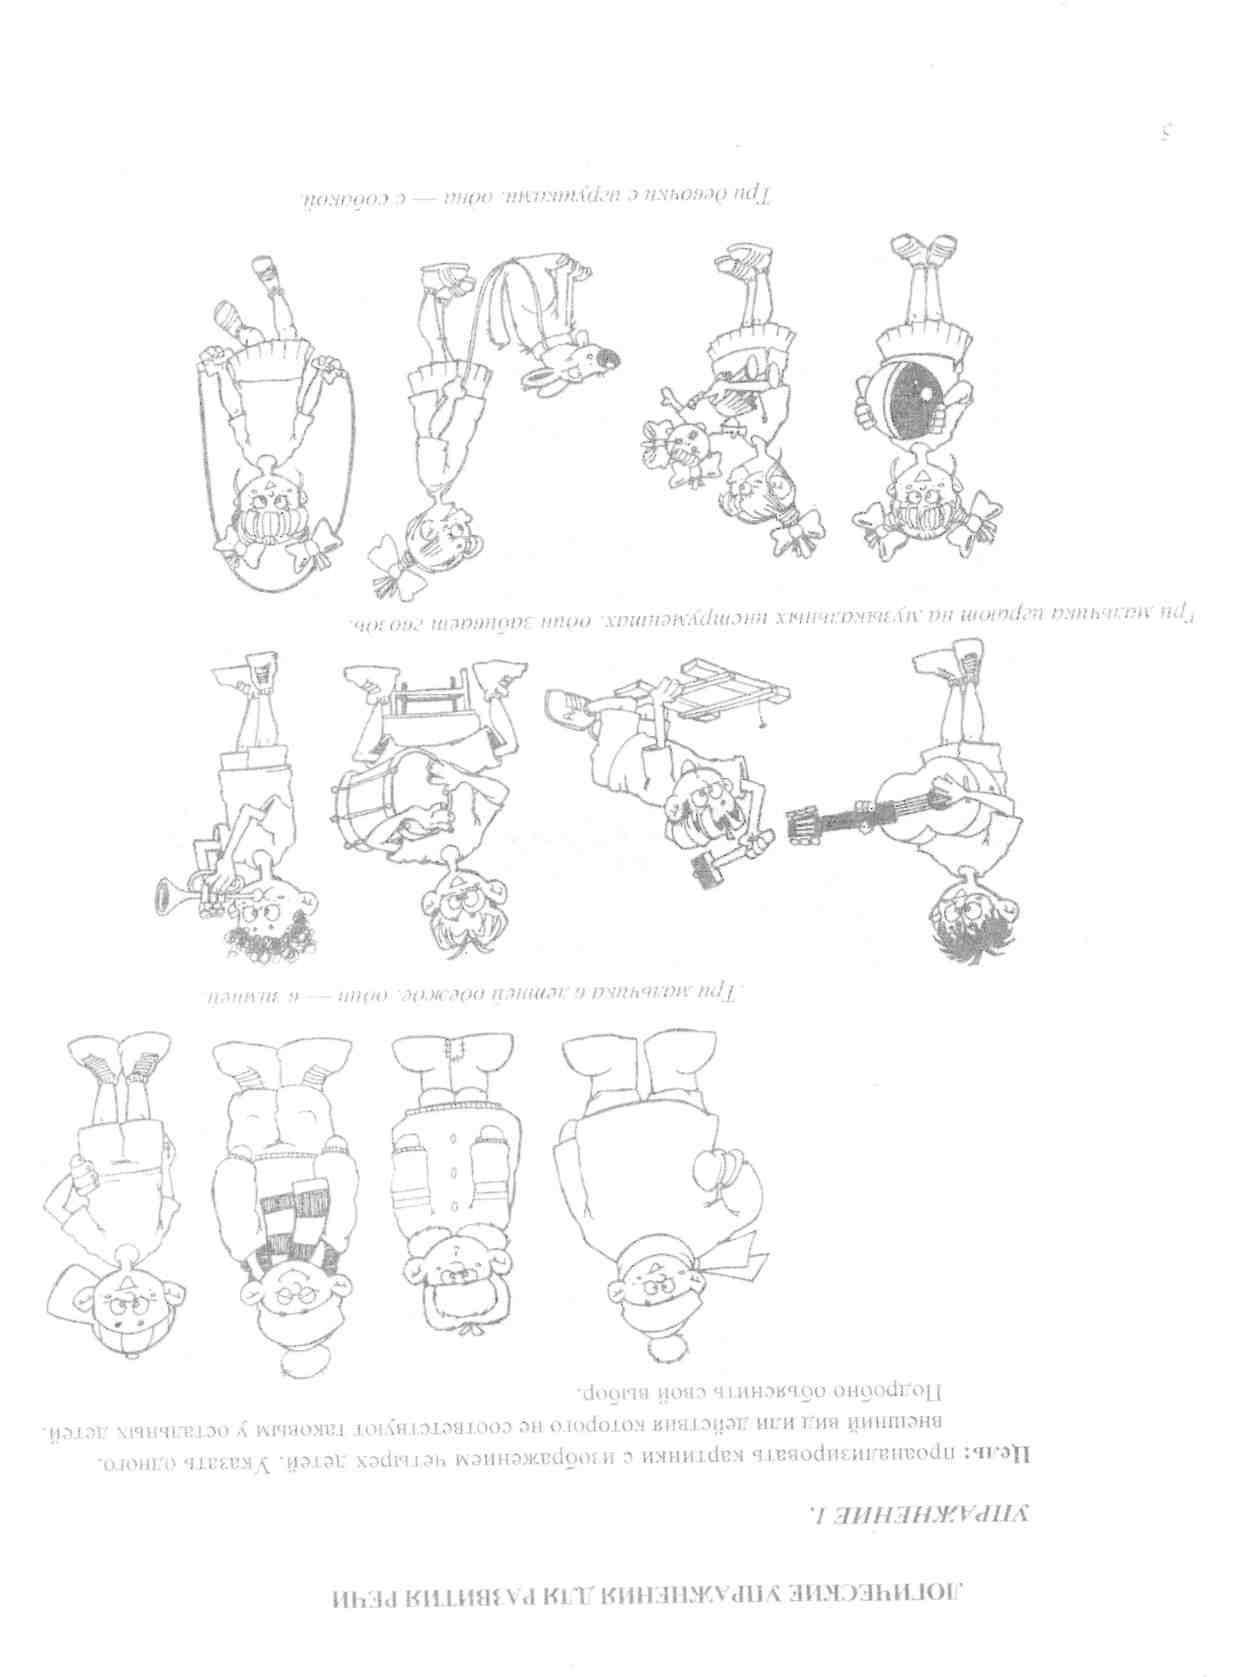 ЛОГИЧЕСКИЕ УПРАЖНЕНИЯ ДЛЯ РАЗВИТИЯ РЕЧИ
УПРАЖНЕНИЕ 1.
Цель: проанализировать картинки с изображением четырех детей. Указать одного,
внешний вид или действия которого не соответствуют таковым у остальных детей.
Подробно объяснить свой выбор.
Три мальчика в летней одежде, один — в зимней.
Три мальчика играют на музыкальных инструментах, один забивает гвоздь.
Три девочки с игрушками, одна — с собакой.
5